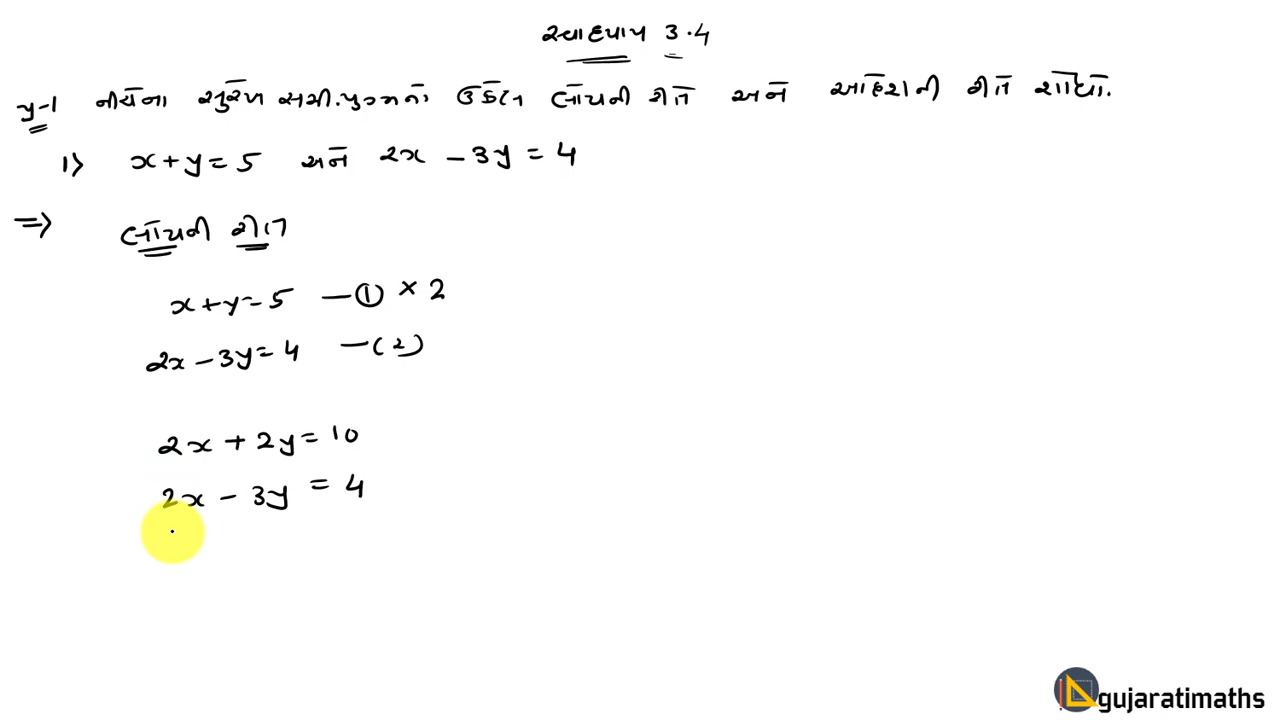 સ્વાધ્યાય 3.4
પ્ર-1 નીચેના સુરેખ સમી.યુગ્મનો ઉકેલ લોપની રીતે અને આદેશની રીતે શોધો.
1) x + y = 5 અને 2x - 3y = 4
⇒ લોપની રીત
x + y = 5 — ① × 2
2x - 3y = 4 — (2)
2x + 2y = 10
2x - 3y = 4
gujaratimaths